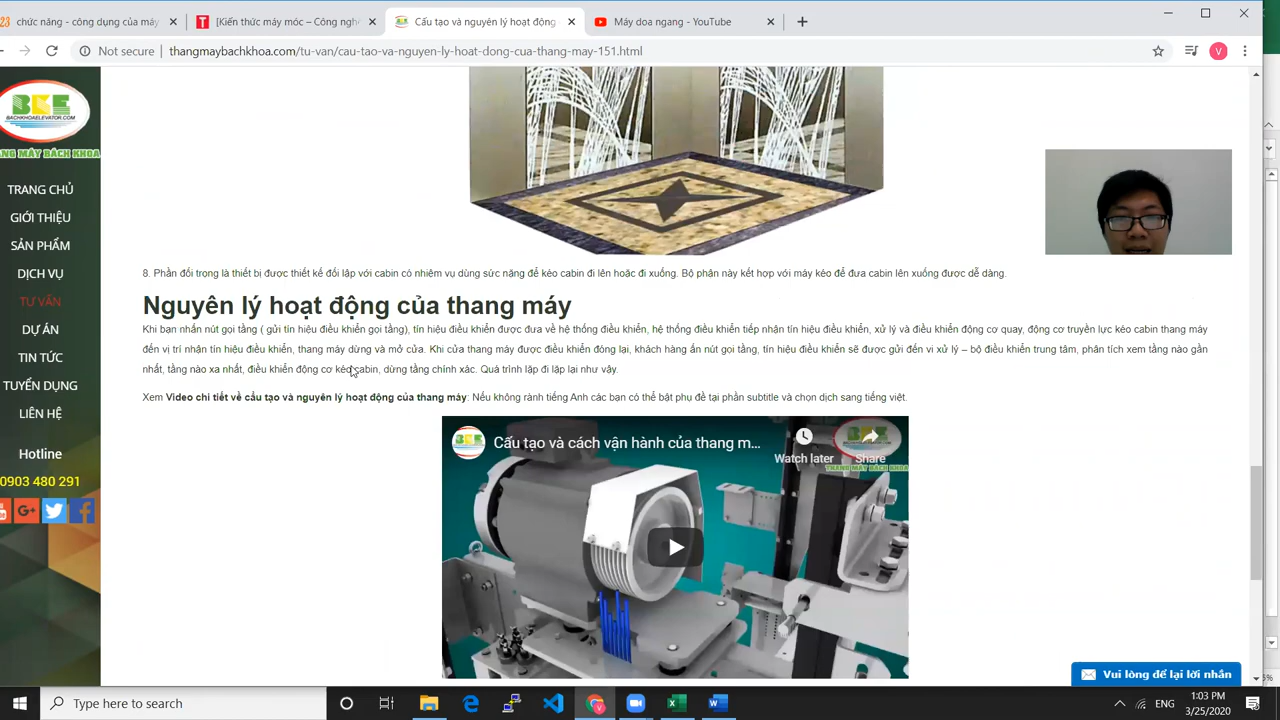 chức năng - công dụng của máy
[Kiến thức máy móc – Công ngh
Cấu tạo và nguyên lý hoạt động
Máy doa ngang - YouTube
Not secure
thangmaybachkhoa.com/tu-van/cau-tao-va-nguyen-ly-hoat-dong-cua-thang-may-151.html
V
BKE
BACHKHOAELEVATOR.COM
THANG MÁY BÁCH KHOA
TRANG CHỦ
GIỚI THIỆU
SẢN PHẨM
DỊCH VỤ
TƯ VẤN
DỰ ÁN
TIN TỨC
TUYỂN DỤNG
LIÊN HỆ
Hotline
0903 480 291
8. Phần đối trọng là thiết bị được thiết kế đối lập với cabin có nhiệm vụ dùng sức nặng để kéo cabin đi lên hoặc đi xuống. Bộ phận này kết hợp với máy kéo để đưa cabin lên xuống được dễ dàng.
Nguyên lý hoạt động của thang máy
Khi bạn nhấn nút gọi tầng ( gửi tín hiệu điều khiển gọi tầng), tín hiệu điều khiển được đưa về hệ thống điều khiển, hệ thống điều khiển tiếp nhận tín hiệu điều khiển, xử lý và điều khiển động cơ quay, động cơ truyền lực kéo cabin thang máy
đến vị trí nhận tín hiệu điều khiển, thang máy dừng và mở cửa. Khi cửa thang máy được điều khiển đóng lại, khách hàng ấn nút gọi tầng, tín hiệu điều khiển sẽ được gửi đến vi xử lý – bộ điều khiển trung tâm, phân tích xem tầng nào gần
nhất, tầng nào xa nhất, điều khiển động cơ kéo cabin, dừng tầng chính xác. Quá trình lặp đi lặp lại như vậy.
Xem Video chi tiết về cấu tạo và nguyên lý hoạt động của thang máy: Nếu không rành tiếng Anh các bạn có thể bật phụ đề tại phần subtitle và chọn dịch sang tiếng việt.
Cấu tạo và cách vận hành của thang m...
Watch later
Share
THANG MÁY BÁCH KHOA
Vui lòng để lại lời nhắn
Type here to search
ENG
1:03 PM
3/25/2020